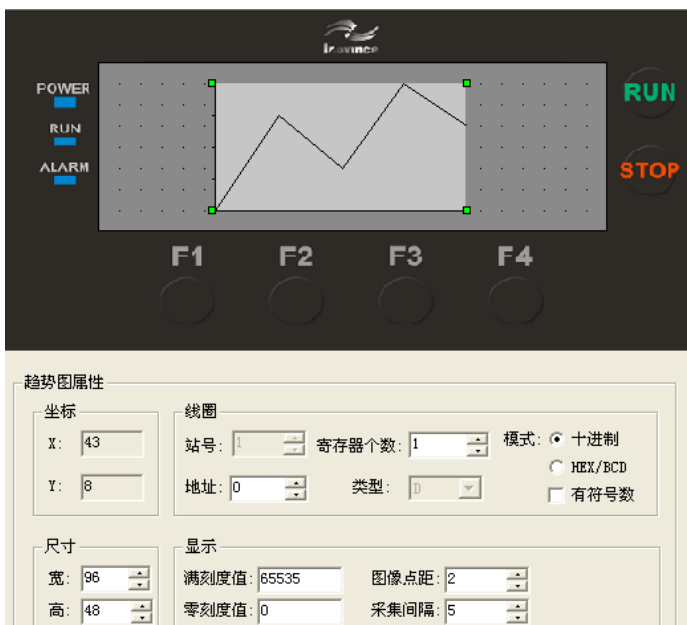 iravince
POWER
RUN
RUN
ALARM
STOP
F1 F2 F3 F4
趋势图属性
坐标 线圈
X: 43 站号: 1 寄存器个数: 1 模式: 十进制
HEX/BCD
Y: 8 地址: 0 类型: D 有符号数
尺寸 显示
宽: 96 满刻度值: 65535 图像点距: 2
高: 48 零刻度值: 0 采集间隔: 5